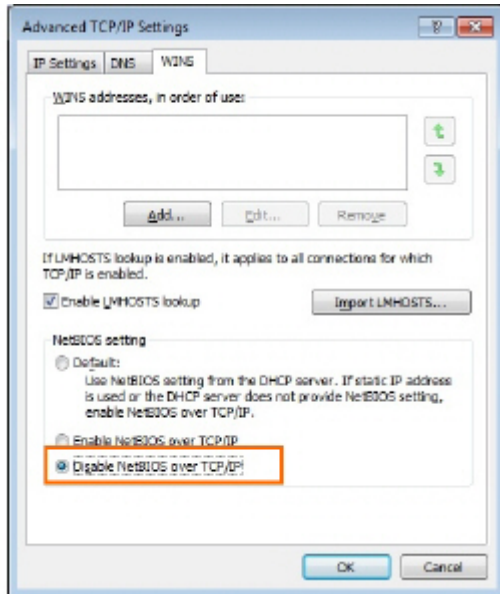 Advanced TCP/IP Settings
IP Settings DNS WINS
WINS addresses, in order of use:
Add... Edit... Remove
If LMHOSTS lookup is enabled, it applies to all connections for which
TCP/IP is enabled.
Enable LMHOSTS lookup Import LMHOSTS...
NetBIOS setting
Default:
Use NetBIOS setting from the DHCP server. If static IP address
is used or the DHCP server does not provide NetBIOS setting,
enable NetBIOS over TCP/IP.
Enable NetBIOS over TCP/IP
Disable NetBIOS over TCP/IP
OK Cancel